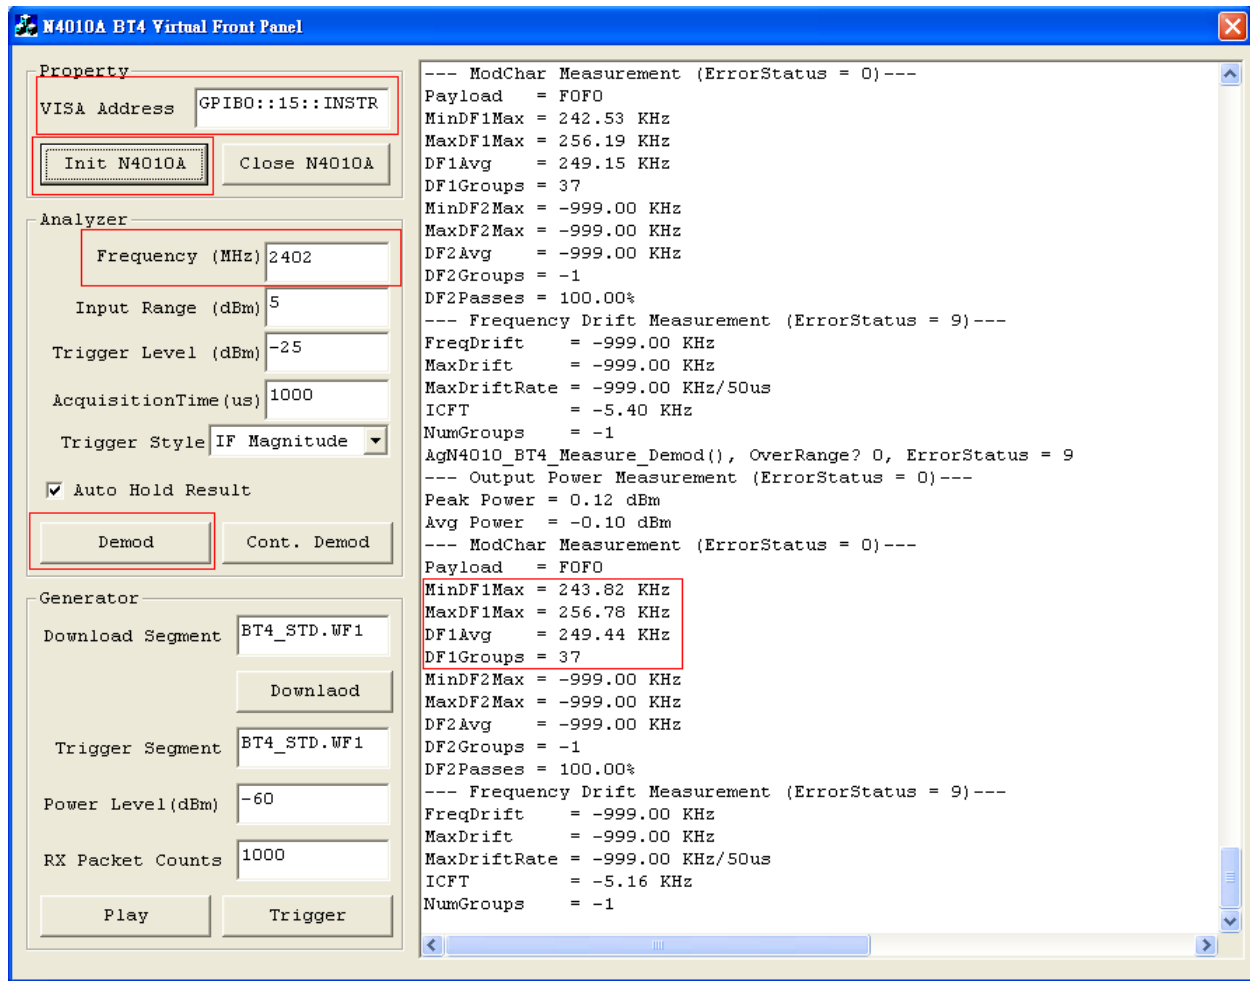 N4010A BT4 Virtual Front Panel
Property
VISA Address GPIB0::15::INSTR
Init N4010A Close N4010A
Analyzer
Frequency (MHz) 2402
Input Range (dBm) 5
Trigger Level (dBm) -25
AcquisitionTime(us) 1000
Trigger Style IF Magnitude
Auto Hold Result
Demod Cont. Demod
Generator
Download Segment BT4_STD.WF1
Downlaod
Trigger Segment BT4_STD.WF1
Power Level(dBm) -60
RX Packet Counts 1000
Play Trigger
--- ModChar Measurement (ErrorStatus = 0)---
Payload = F0F0
MinDF1Max = 242.53 KHz
MaxDF1Max = 256.19 KHz
DF1Avg = 249.15 KHz
DF1Groups = 37
MinDF2Max = -999.00 KHz
MaxDF2Max = -999.00 KHz
DF2Avg = -999.00 KHz
DF2Groups = -1
DF2Passes = 100.00%
--- Frequency Drift Measurement (ErrorStatus = 9)---
FreqDrift = -999.00 KHz
MaxDrift = -999.00 KHz
MaxDriftRate = -999.00 KHz/50us
ICFT = -5.40 KHz
NumGroups = -1
AgN4010_BT4_Measure_Demod(), OverRange? 0, ErrorStatus = 9
--- Output Power Measurement (ErrorStatus = 0)---
Peak Power = 0.12 dBm
Avg Power = -0.10 dBm
--- ModChar Measurement (ErrorStatus = 0)---
Payload = F0F0
MinDF1Max = 243.82 KHz
MaxDF1Max = 256.78 KHz
DF1Avg = 249.44 KHz
DF1Groups = 37
MinDF2Max = -999.00 KHz
MaxDF2Max = -999.00 KHz
DF2Avg = -999.00 KHz
DF2Groups = -1
DF2Passes = 100.00%
--- Frequency Drift Measurement (ErrorStatus = 9)---
FreqDrift = -999.00 KHz
MaxDrift = -999.00 KHz
MaxDriftRate = -999.00 KHz/50us
ICFT = -5.16 KHz
NumGroups = -1